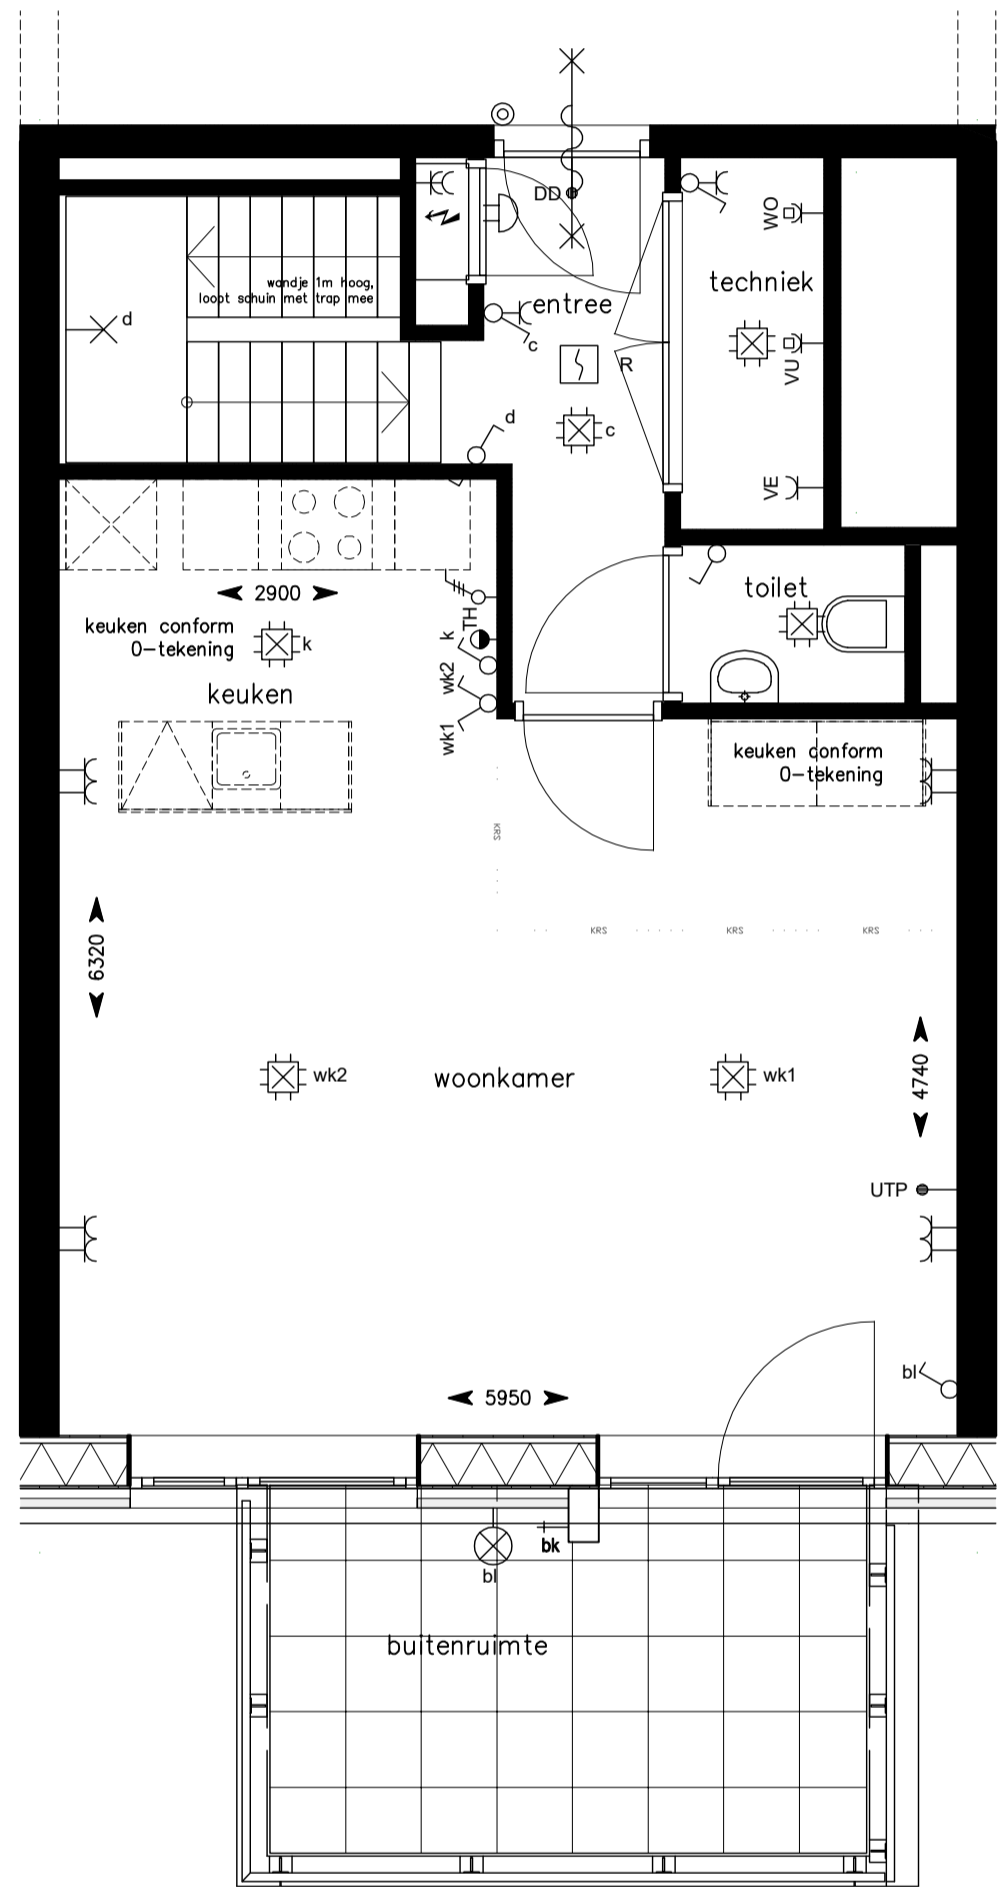 DD
WO
techniek
wandje 1m hoog,
loopt schuin met trap mee
entree
d
c
VU
R
d
c
VE
toilet
2900
TH
keuken conform
0-tekening
k
k
keuken
wk2
wk1
keuken conform
0-tekening
KRS
KRS
KRS
KRS
6320
wk2
woonkamer
wk1
4740
UTP
bl
5950
bk
bl
buitenruimte